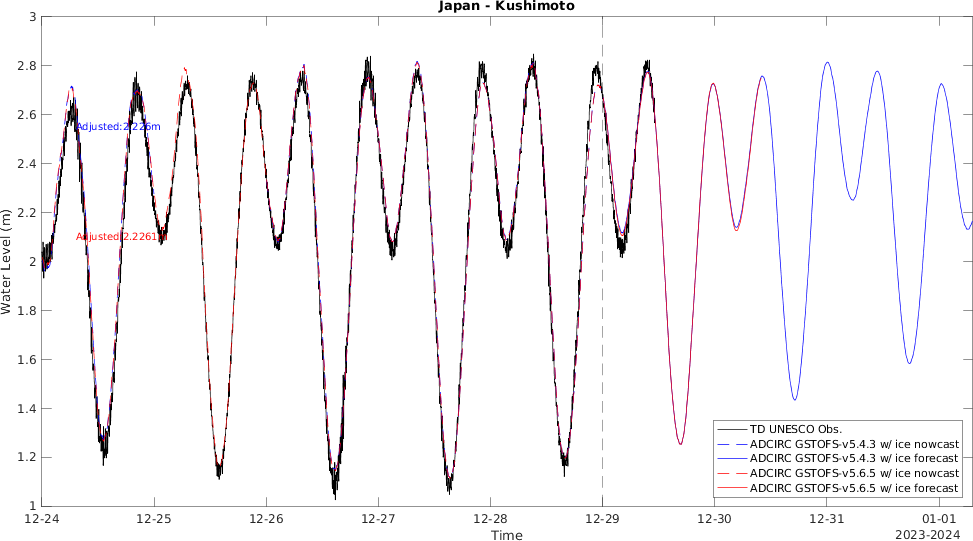 Japan - Kushimoto
3
2.8
2.6
2.4
2.2
2
1.8
1.6
1.4
1.2
1
Water Level (m)
Adjusted:2.226m
Adjusted:2.2261m
TD UNESCO Obs.
ADCIRC GSTOFS-v5.4.3 w/ ice nowcast
ADCIRC GSTOFS-v5.4.3 w/ ice forecast
ADCIRC GSTOFS-v5.6.5 w/ ice nowcast
ADCIRC GSTOFS-v5.6.5 w/ ice forecast
12-24 12-25 12-26 12-27 12-28 12-29 12-30 12-31 01-01
Time
2023-2024